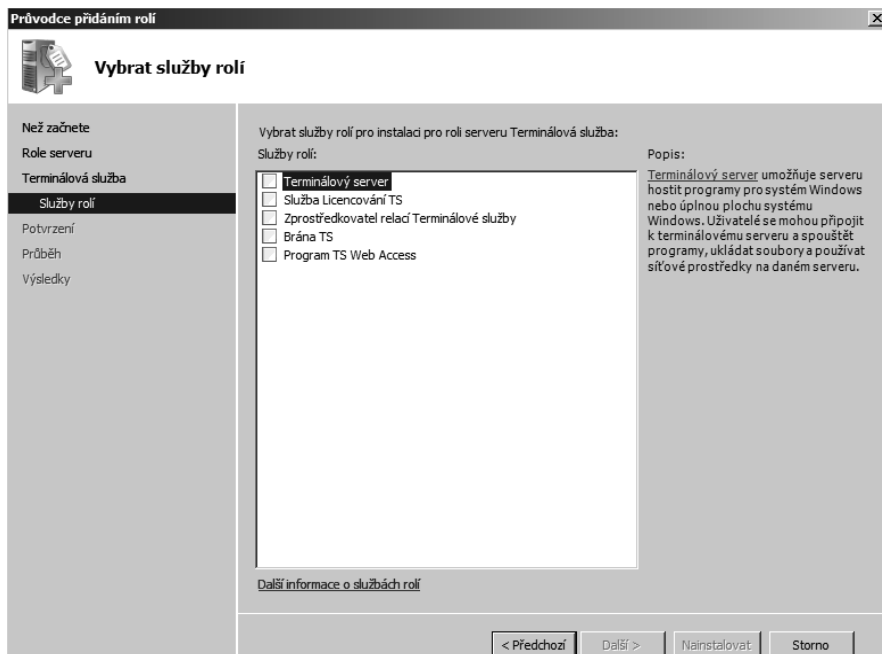 Průvodce přidáním rolí
Vybrat služby rolí
Než začnete
Role serveru
Terminálová služba
Služby rolí
Potvrzení
Průběh
Výsledky
Vybrat služby rolí pro instalaci pro roli serveru Terminálová služba:
Služby rolí:
Terminálový server
Služba Licencování TS
Zprostředkovatel relací Terminálové služby
Brána TS
Program TS Web Access
Další informace o službách rolí
Popis:
Terminálový server umožňuje serveru
hostit programy pro systém Windows
nebo úplnou plochu systému
Windows. Uživatelé se mohou připojit
k terminálovému serveru a spouštět
programy, ukládat soubory a používat
síťové prostředky na daném serveru.
< Předchozí
Další >
Nainstalovat
Storno